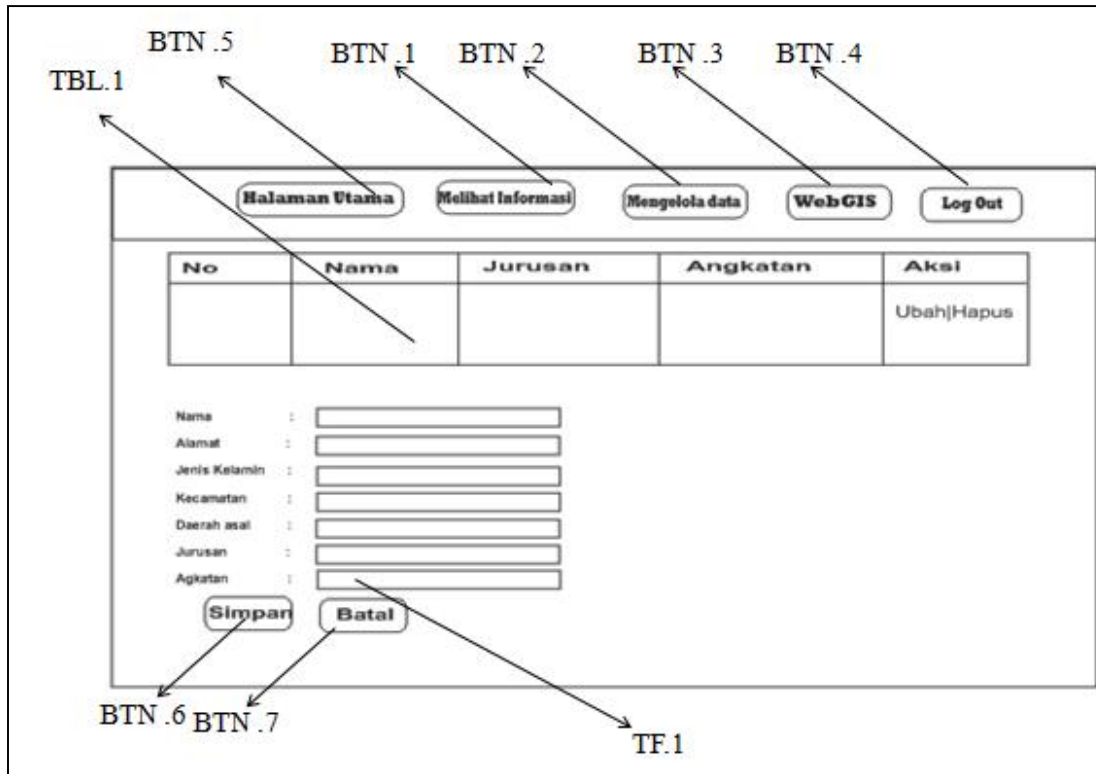 BTN .5 BTN .1 BTN .2 BTN .3 BTN .4
TBL.1
Halaman Utama Melihat Informasi Mengelola data WebGIS Log Out
No Nama Jurusan Angkatan Aksi
Ubah|Hapus
Nama :
Alamat :
Jenis Kelamin :
Kecamatan :
Daerah asal :
Jurusan :
Agkatan :
Simpan Batal
BTN .6 BTN .7
TF.1